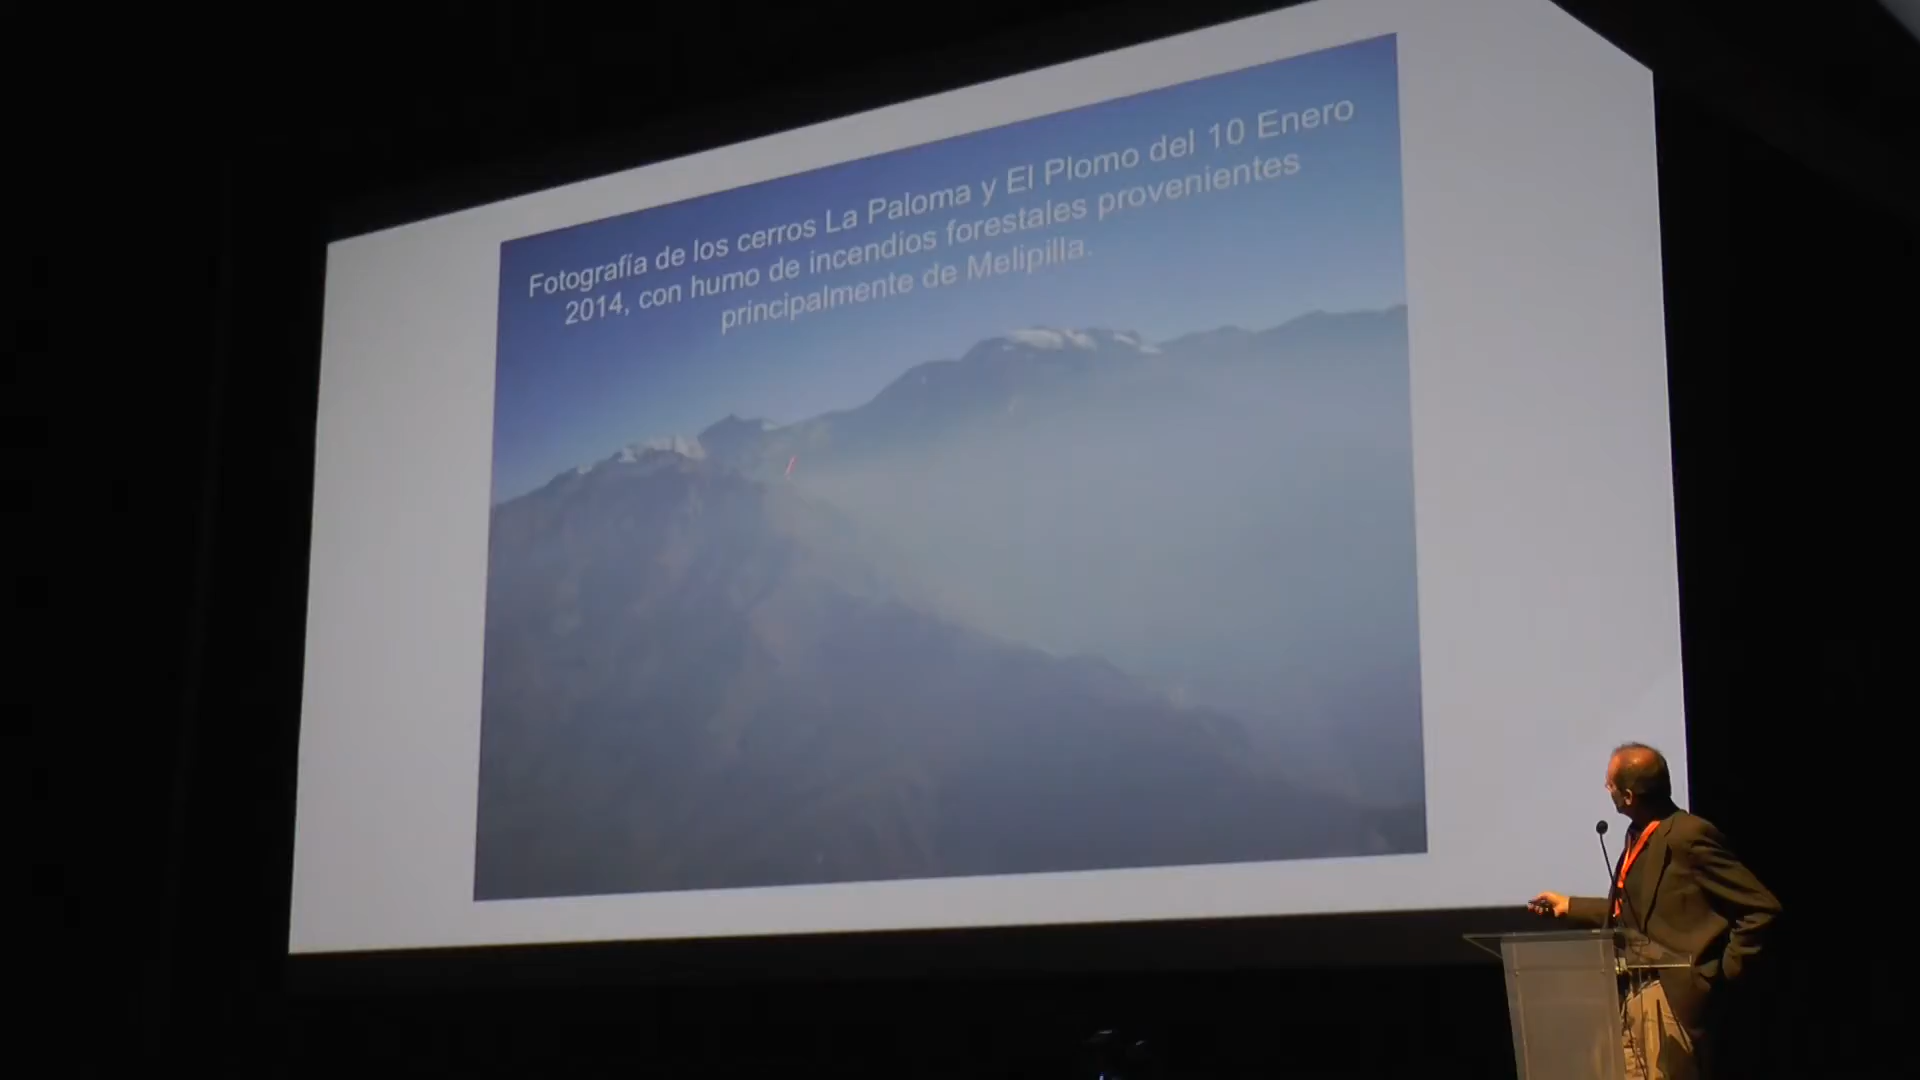 Fotografía de los cerros La Paloma y El Plomo del 10 Enero
2014, con humo de incendios forestales provenientes
principalmente de Melipilla.